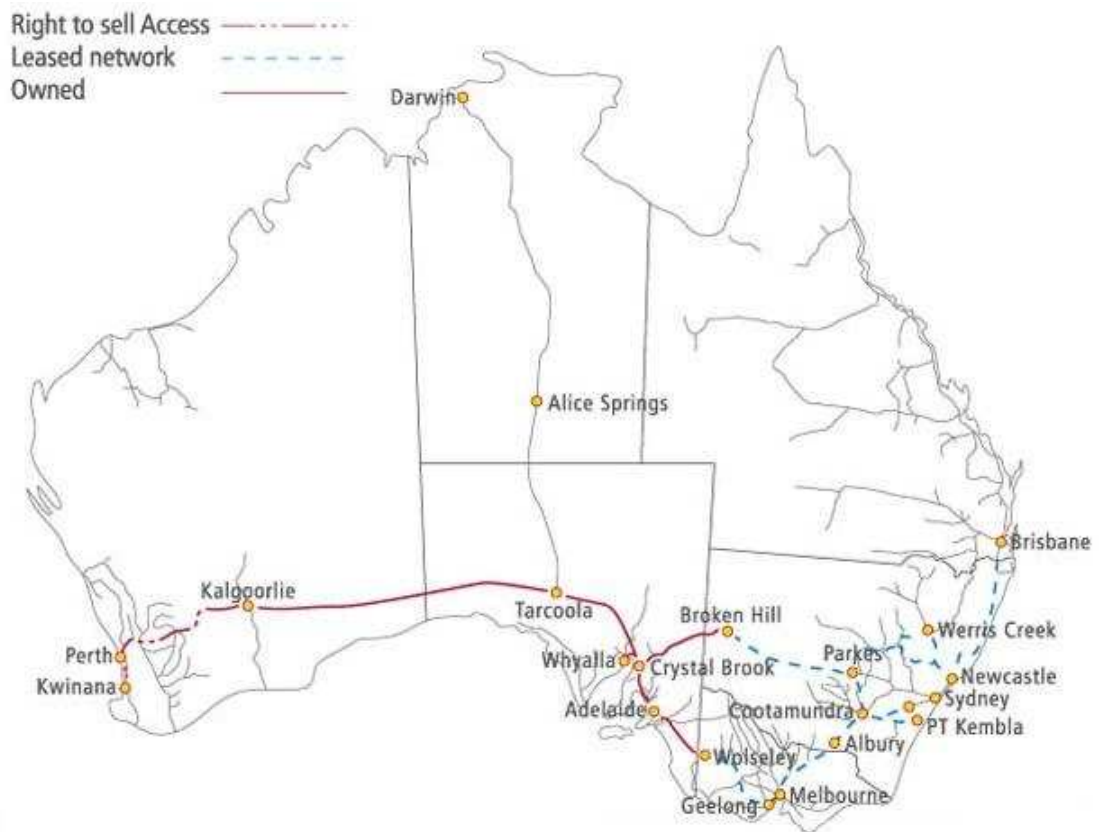 Right to sell Access
Leased network
Owned
Darwin
Alice Springs
Brisbane
Kalgoorlie
Tarcoola
Broken Hill
Werris Creek
Perth
Whyalla
Crystal Brook
Parkes
Newcastle
Kwinana
Sydney
Adelaide
Cootamundra
PT Kembla
Albury
Wolseley
Melbourne
Geelong